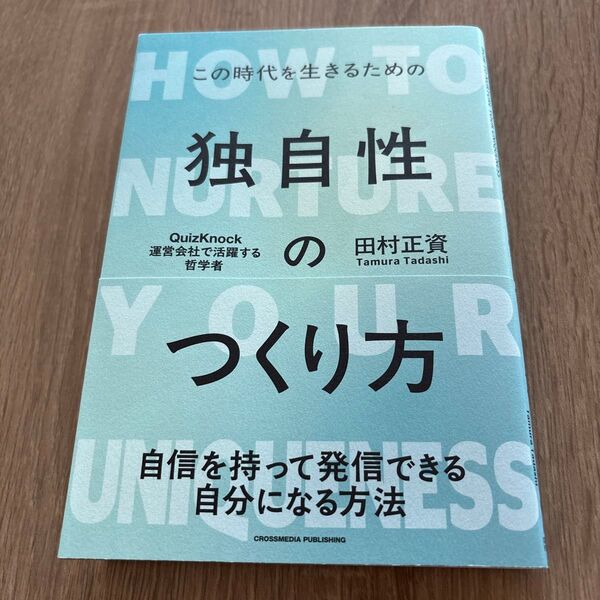 HOW TO
この時代を生きるための
NURTURE
独自性
QuizKnock
運営会社で活躍する
哲学者
の
田村正資
Tamura Tadashi
YOUR
つくり方
UNIQUENESS
自信を持って発信できる
自分になる方法
CROSSMEDIA PUBLISHING